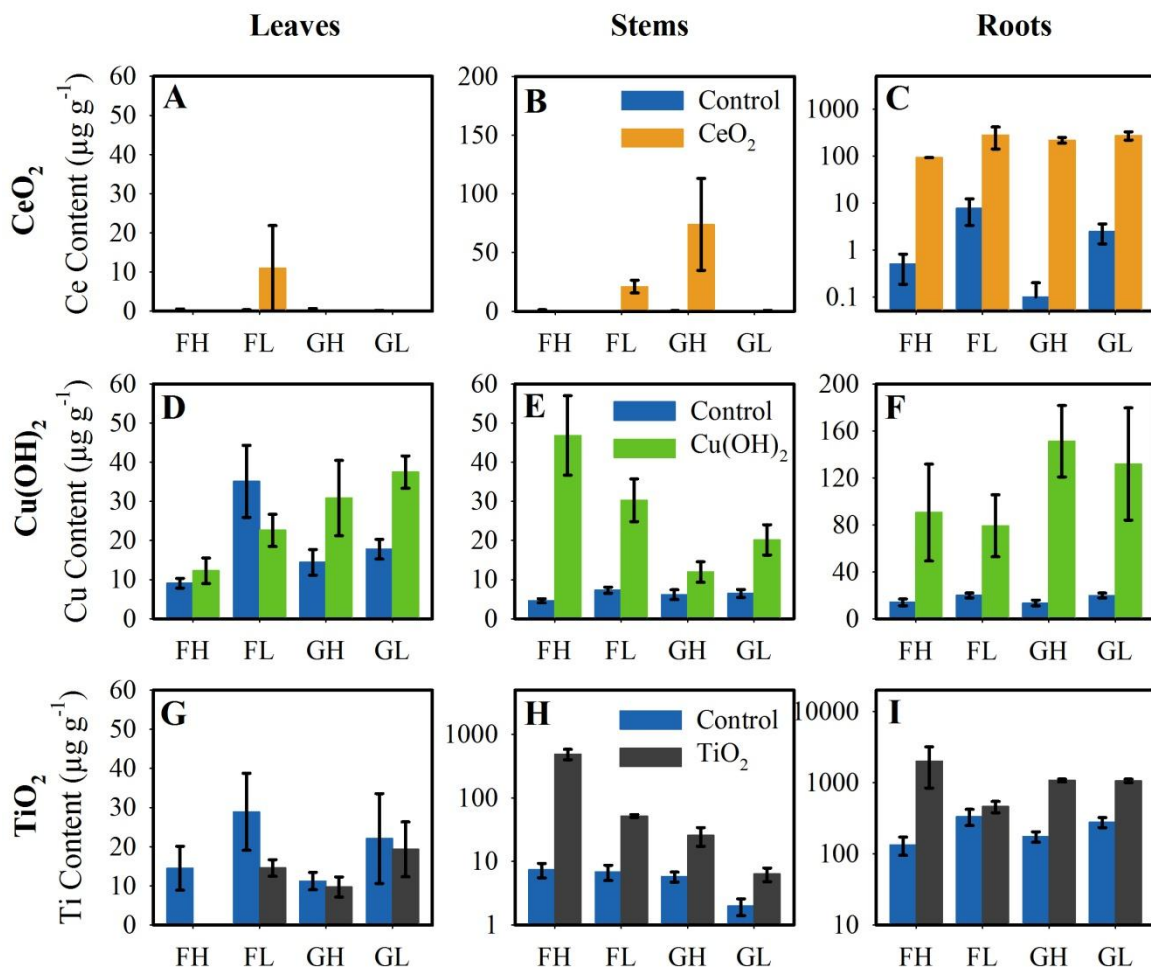 Leaves Stems Roots
CeO₂
Ce Content (µg g⁻¹)
A
60
50
40
30
20
10
0
FH FL GH GL
B
Control
CeO₂
200
150
100
50
0
FH FL GH GL
C
1000
100
10
1
0.1
FH FL GH GL
Cu(OH)₂
Cu Content (µg g⁻¹)
D
60
50
40
30
20
10
0
FH FL GH GL
E
Control
Cu(OH)₂
60
50
40
30
20
10
0
FH FL GH GL
F
200
160
120
80
40
0
FH FL GH GL
TiO₂
Ti Content (µg g⁻¹)
G
60
50
40
30
20
10
0
FH FL GH GL
H
Control
TiO₂
1000
100
10
1
FH FL GH GL
I
10000
1000
100
10
FH FL GH GL